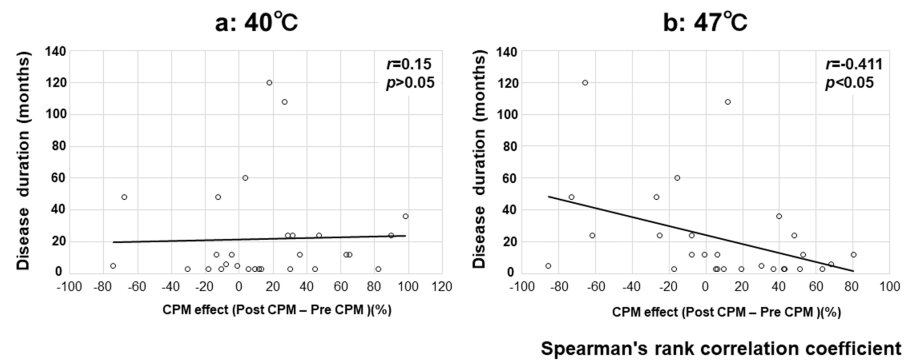 a: 40℃
r=0.15
p>0.05
Disease duration (months)
140
120
100
80
60
40
20
0
-100 -80 -60 -40 -20 0 20 40 60 80 100 120
CPM effect (Post CPM – Pre CPM )(%)
b: 47℃
r=-0.411
p<0.05
Disease duration (months)
140
120
100
80
60
40
20
0
-100 -80 -60 -40 -20 0 20 40 60 80 100
CPM effect (Post CPM – Pre CPM )(%)
Spearman's rank correlation coefficient